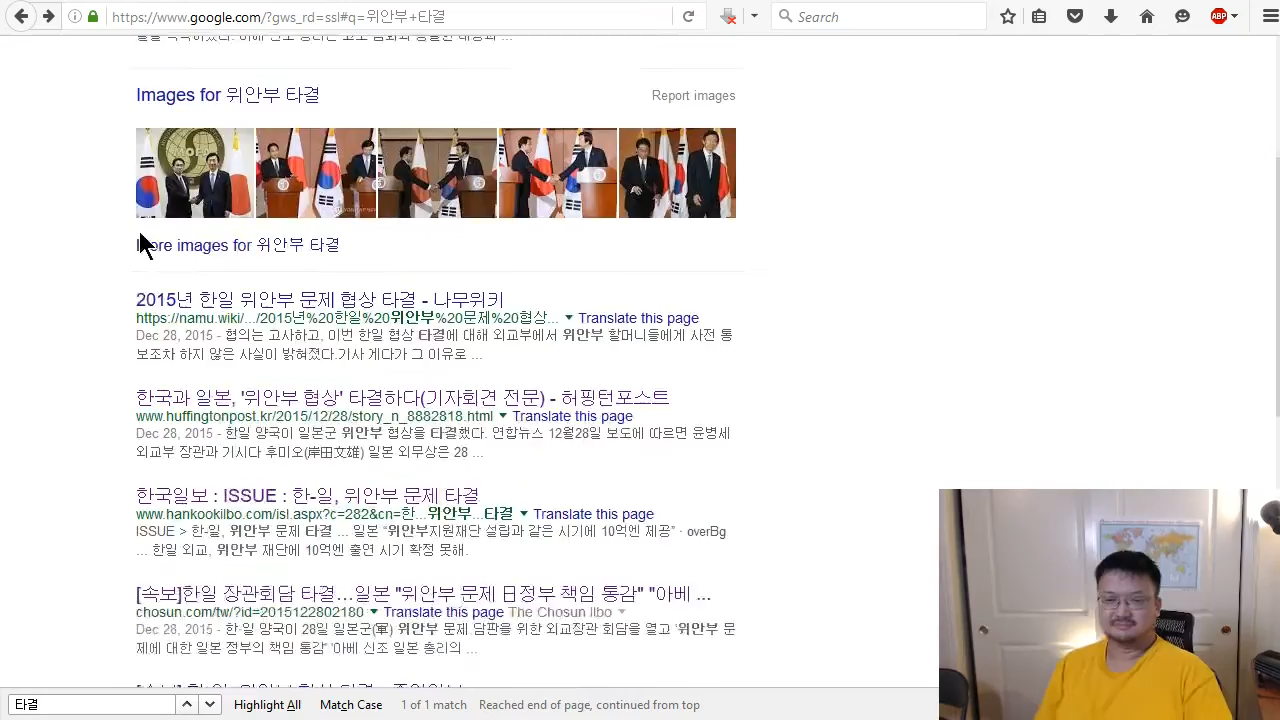 https://www.google.com/?gws_rd=ssl#q=위안부+타결
Search
ABP
Images for 위안부 타결
Report images
More images for 위안부 타결
2015년 한일 위안부 문제 협상 타결 - 나무위키
https://namu.wiki/.../2015년%20한일%20위안부%20문제%20협상... Translate this page
Dec 28, 2015 - 협의는 고사하고, 이번 한일 협상 타결에 대해 외교부에서 위안부 할머니들에게 사전 통
보조차 하지 않은 사실이 밝혀졌다.기사 게다가 그 이유로 ...
한국과 일본, '위안부 협상' 타결하다(기자회견 전문) - 허핑턴포스트
www.huffingtonpost.kr/2015/12/28/story_n_8882818.html Translate this page
Dec 28, 2015 - 한일 양국이 일본군 위안부 협상을 타결했다. 연합뉴스 12월28일 보도에 따르면 윤병세
외교부 장관과 기시다 후미오(岸田文雄) 일본 외무상은 28 ...
한국일보 : ISSUE : 한-일, 위안부 문제 타결
www.hankookilbo.com/isl.aspx?c=282&cn=한...위안부...타결 Translate this page
ISSUE > 한-일, 위안부 문제 타결 ... 일본 “위안부지원재단 설립과 같은 시기에 10억엔 제공” · overBg
... 한일 외교, 위안부 재단에 10억엔 출연 시기 확정 못해.
[속보]한일 장관회담 타결…일본 "위안부 문제 日정부 책임 통감" "아베 ...
chosun.com/tw/?id=2015122802180 Translate this page The Chosun Ilbo
Dec 28, 2015 - 한·일 양국이 28일 일본군(軍) 위안부 문제 담판을 위한 외교장관 회담을 열고 '위안부 문
제에 대한 일본 정부의 책임 통감' '아베 신조 일본 총리의 ...
타결
Highlight All
Match Case
1 of 1 match
Reached end of page, continued from top